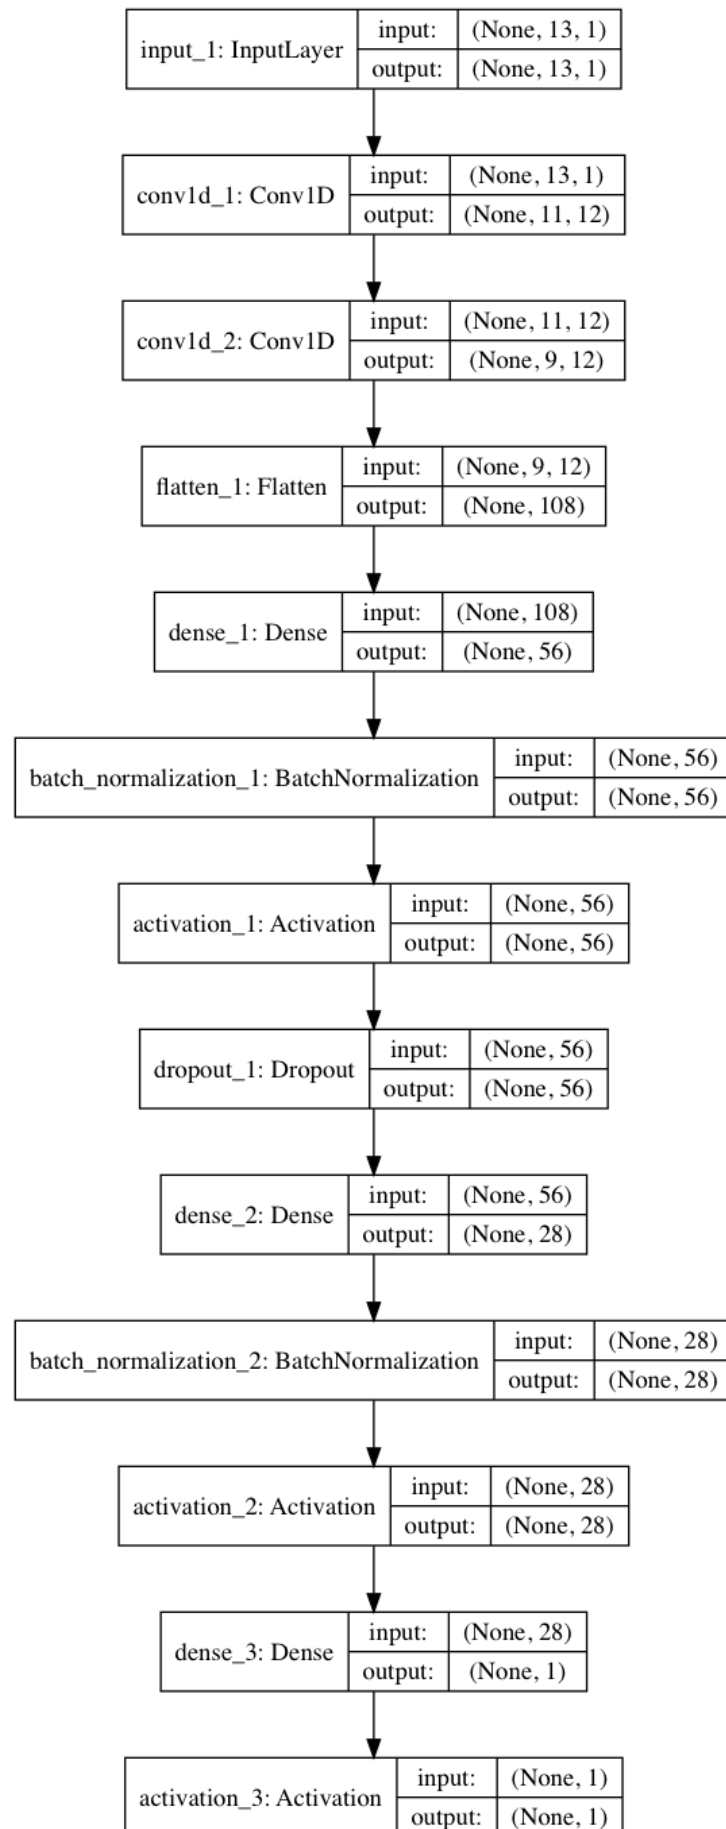 input_1: InputLayer
input: (None, 13, 1)
output: (None, 13, 1)
conv1d_1: Conv1D
input: (None, 13, 1)
output: (None, 11, 12)
conv1d_2: Conv1D
input: (None, 11, 12)
output: (None, 9, 12)
flatten_1: Flatten
input: (None, 9, 12)
output: (None, 108)
dense_1: Dense
input: (None, 108)
output: (None, 56)
batch_normalization_1: BatchNormalization
input: (None, 56)
output: (None, 56)
activation_1: Activation
input: (None, 56)
output: (None, 56)
dropout_1: Dropout
input: (None, 56)
output: (None, 56)
dense_2: Dense
input: (None, 56)
output: (None, 28)
batch_normalization_2: BatchNormalization
input: (None, 28)
output: (None, 28)
activation_2: Activation
input: (None, 28)
output: (None, 28)
dense_3: Dense
input: (None, 28)
output: (None, 1)
activation_3: Activation
input: (None, 1)
output: (None, 1)